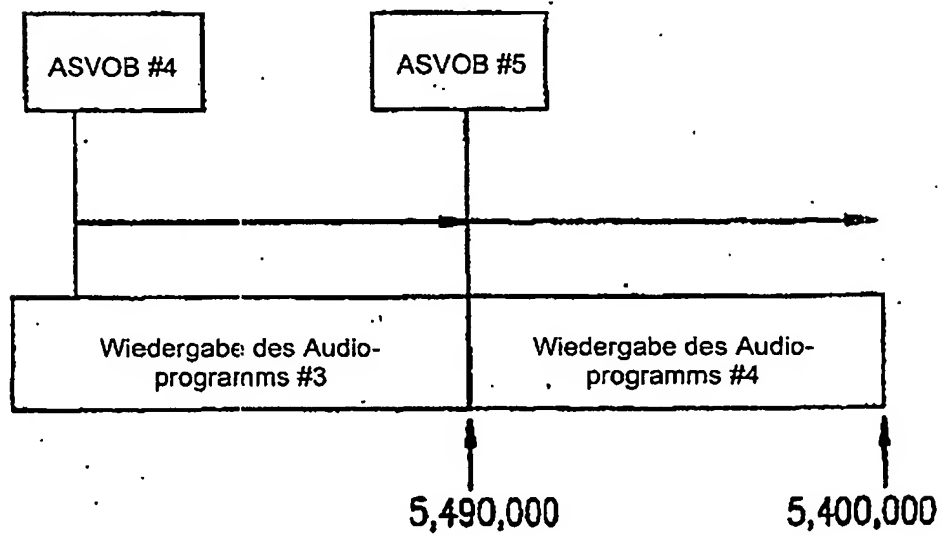 ASVOB #4
ASVOB #5
Wiedergabe des Audio-
programms #3
Wiedergabe des Audio-
programms #4
5,490,000
5,400,000